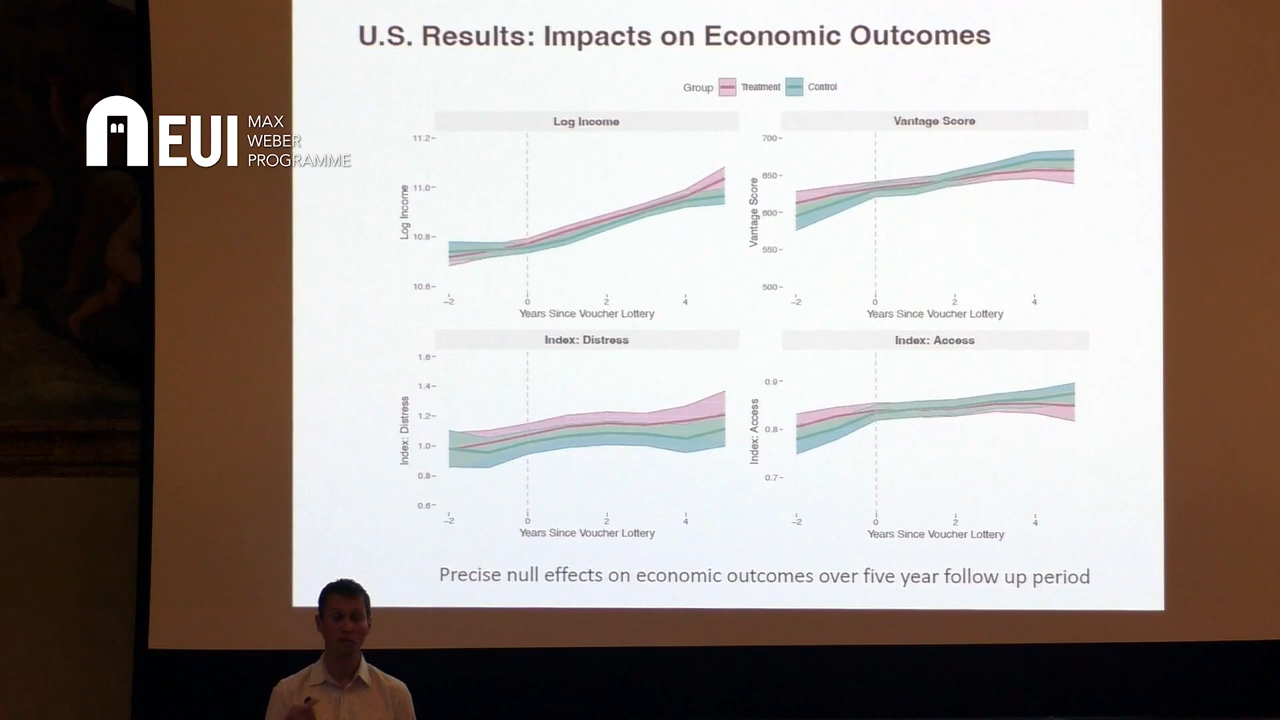 U.S. Results: Impacts on Economic Outcomes
Group Treatment Control
EUI
MAX
WEBER
PROGRAMME
Log Income
11.2
11.0
10.8
10.6
Log Income
-2 0 2 4
Years Since Voucher Lottery
Vantage Score
700
650
600
550
500
Vantage Score
-2 0 2 4
Years Since Voucher Lottery
Index: Distress
1.6
1.4
1.2
1.0
0.8
0.6
Index: Distress
-2 0 2 4
Years Since Voucher Lottery
Index: Access
0.9
0.8
0.7
Index: Access
-2 0 2 4
Years Since Voucher Lottery
Precise null effects on economic outcomes over five year follow up period